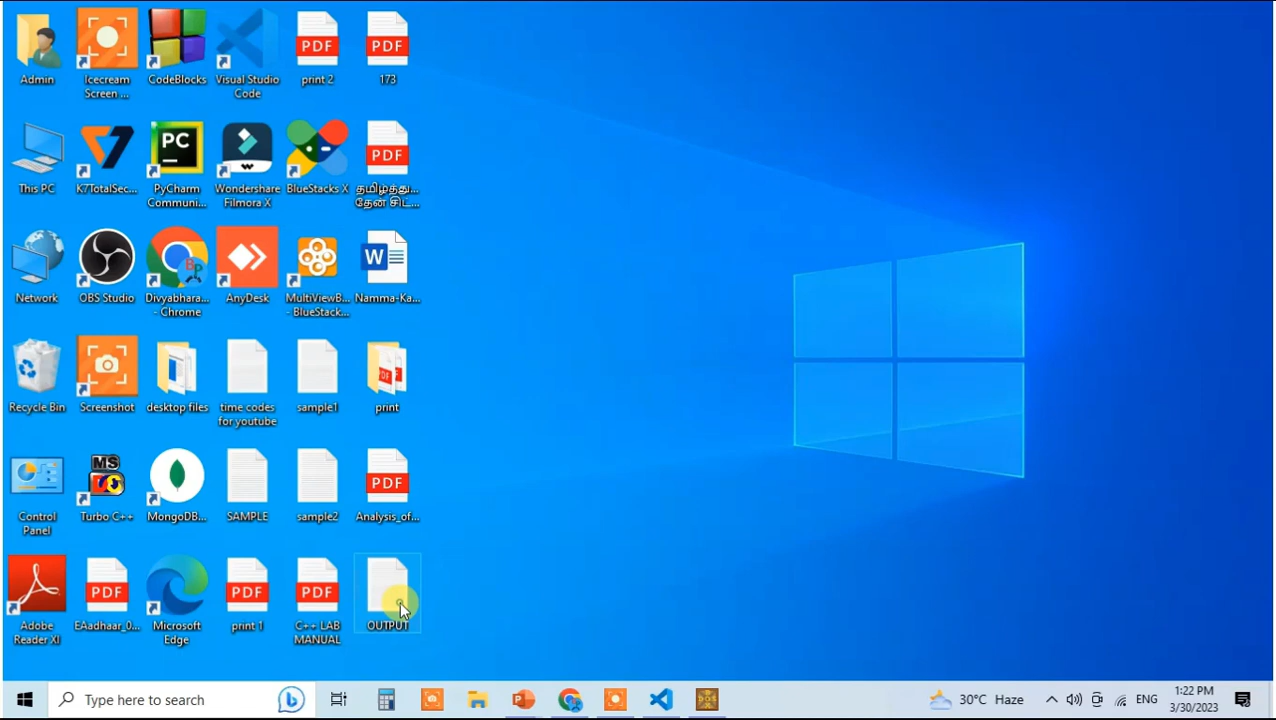 PDF
PDF
Admin
Icecream
Screen ...
CodeBlocks
Visual Studio
Code
print 2
173
PC
PDF
This PC
K7TotalSec...
PyCharm
Communi...
Wondershare
Filmora X
BlueStacks X
தமிழ்த்து...
தேன் சிட்...
BP
W
Network
OBS Studio
Divyabhara...
- Chrome
AnyDesk
MultiViewB...
- BlueStack...
Namma-Ka...
PDF
Recycle Bin
Screenshot
desktop files
time codes
for youtube
sample1
print
MS
DOS
PDF
Control
Panel
Turbo C++
MongoDB...
SAMPLE
sample2
Analysis_of...
PDF
PDF
PDF
Adobe
Reader XI
EAadhaar_0...
Microsoft
Edge
print 1
C++ LAB
MANUAL
OUTPUT
Type here to search
30°C Haze
ENG
1:22 PM
3/30/2023